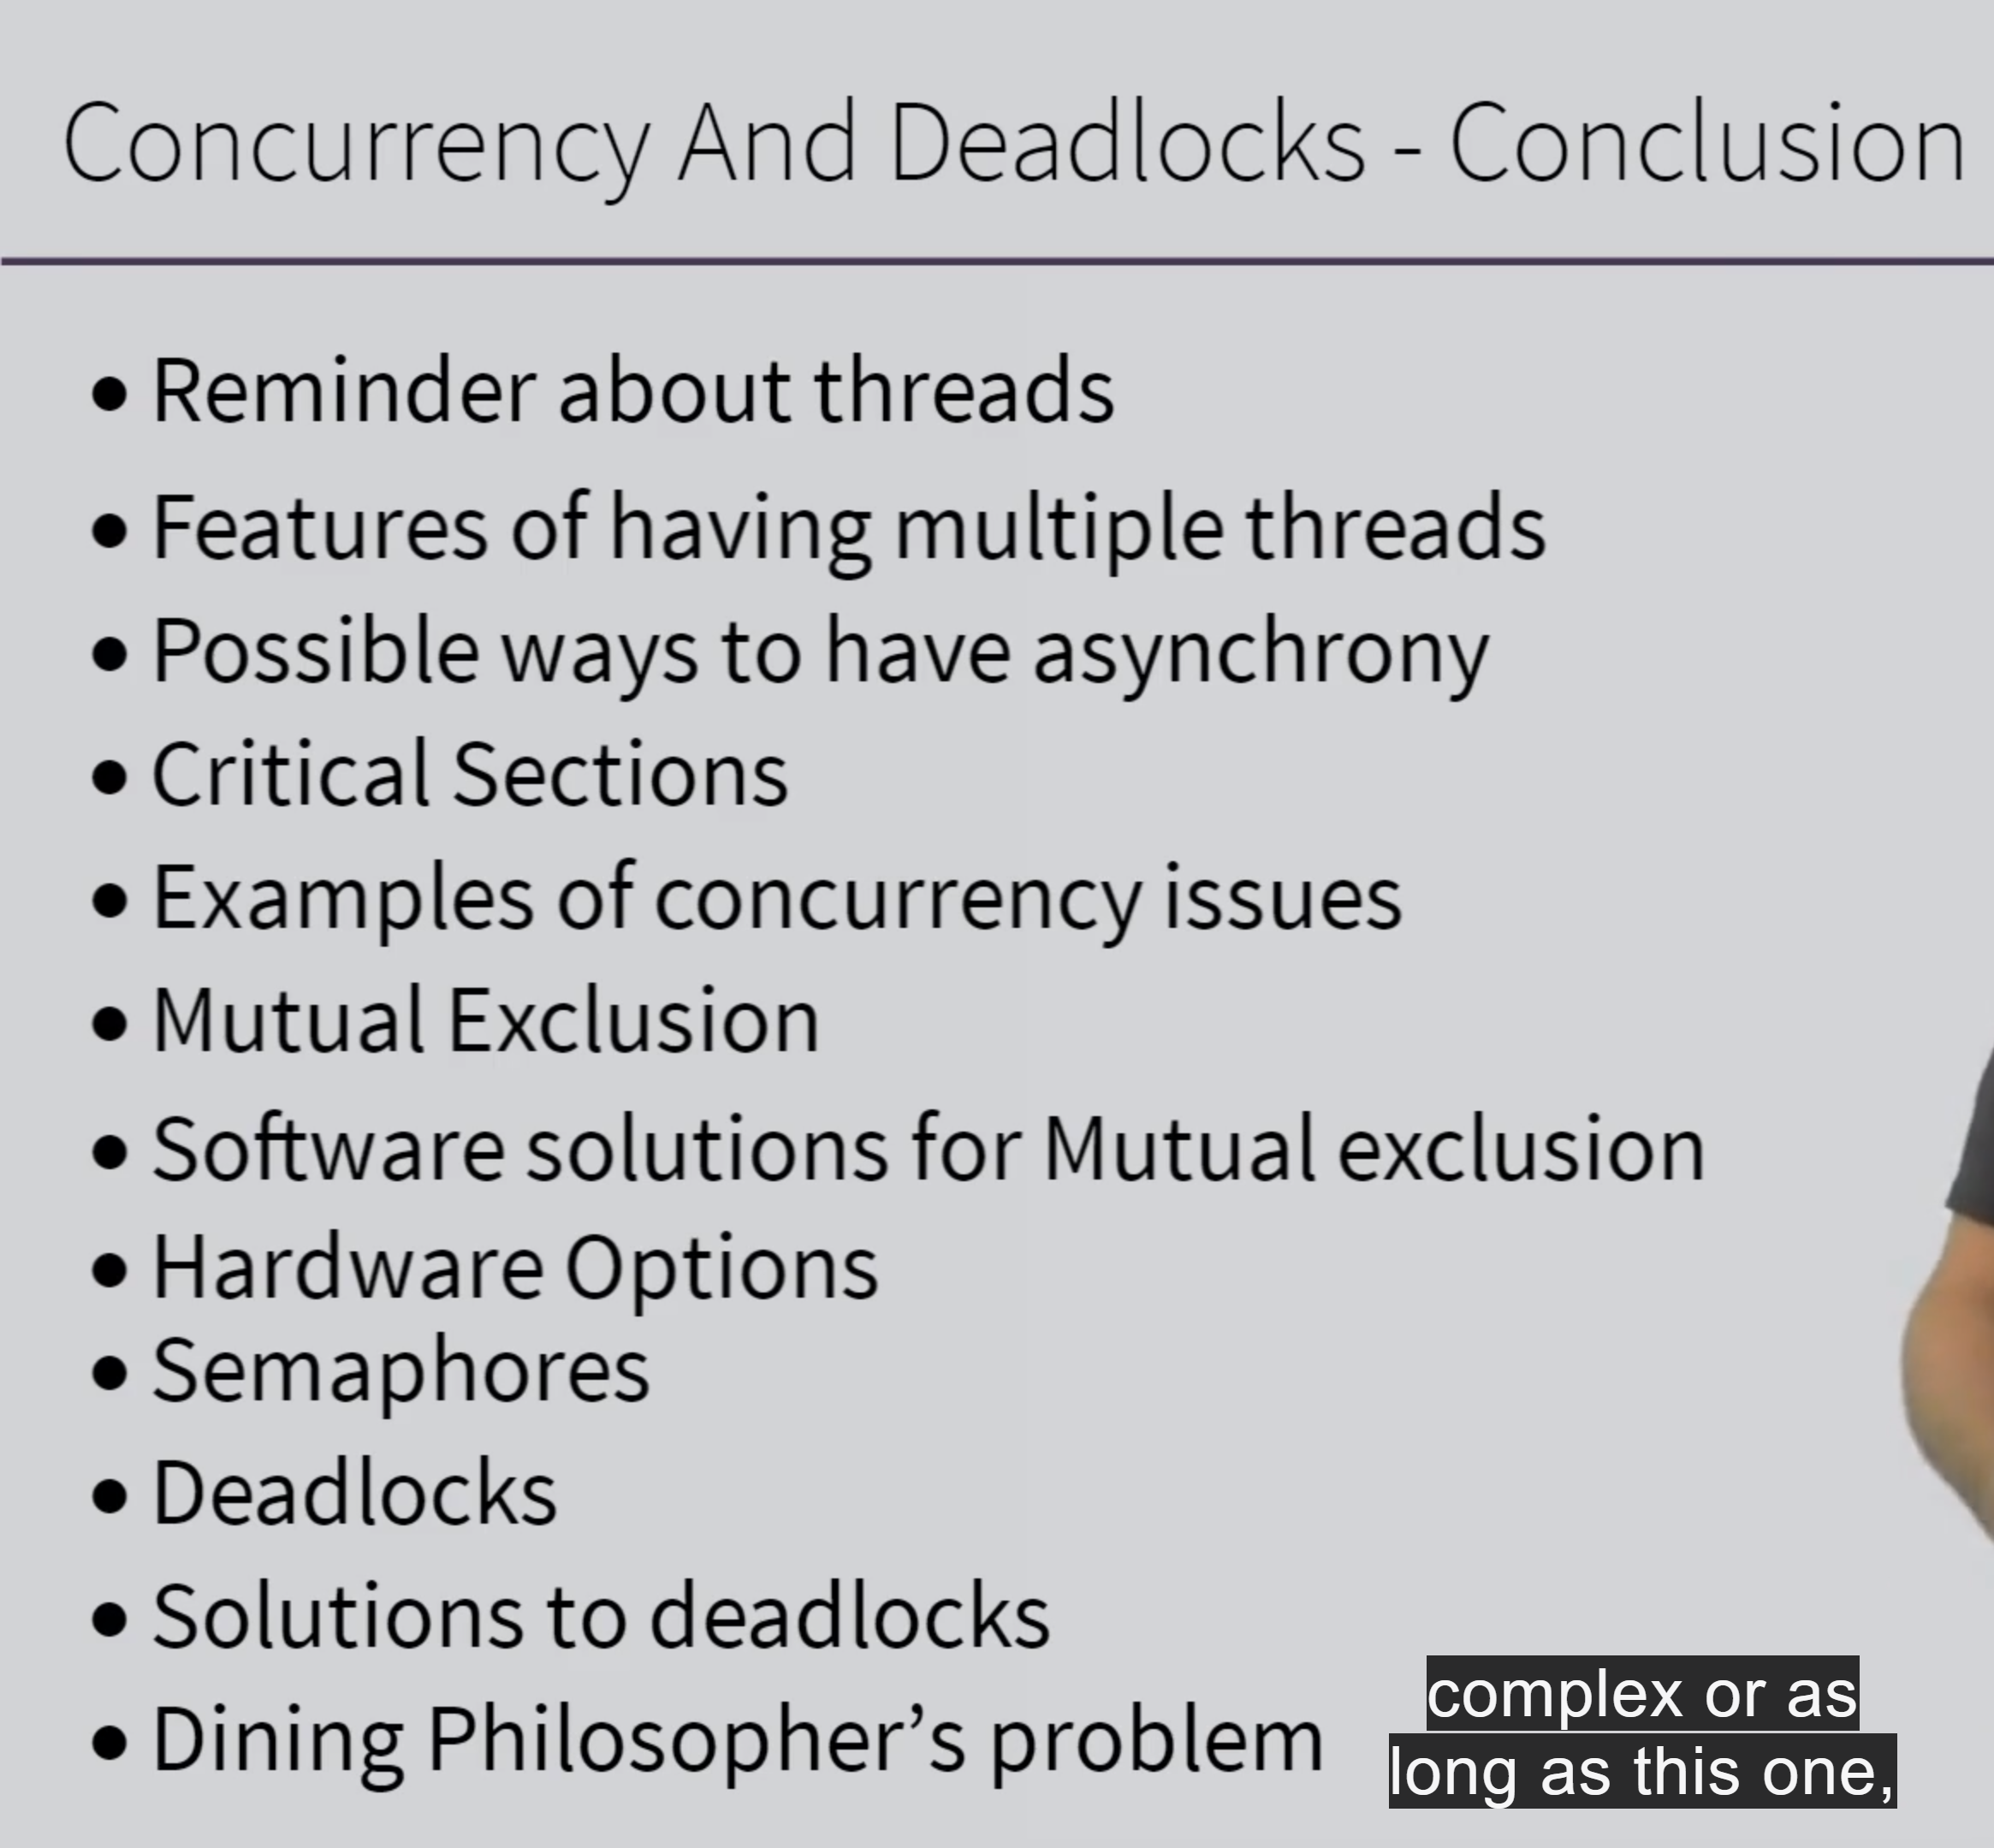 Concurrency And Deadlocks - Conclusion
• Reminder about threads
• Features of having multiple threads
• Possible ways to have asynchrony
• Critical Sections
• Examples of concurrency issues
• Mutual Exclusion
• Software solutions for Mutual exclusion
• Hardware Options
• Semaphores
• Deadlocks
• Solutions to deadlocks
• Dining Philosopher’s problem
complex or as
long as this one,